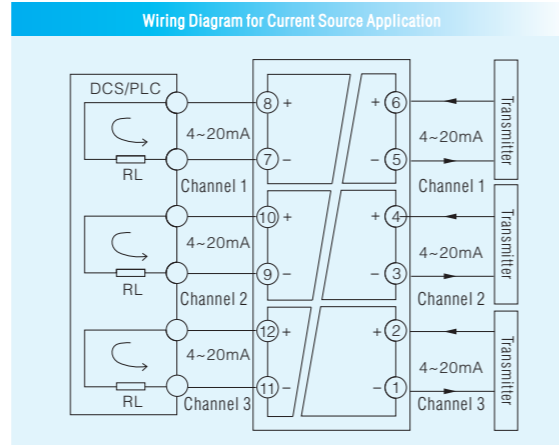 Wiring Diagram for Current Source Application
DCS/PLC
8 +
+ 6
4~20mA
4~20mA
Transmitter
7 −
− 5
RL
Channel 1
Channel 1
10 +
+ 4
4~20mA
4~20mA
Transmitter
9 −
− 3
RL
Channel 2
Channel 2
12 +
+ 2
4~20mA
4~20mA
Transmitter
11 −
− 1
RL
Channel 3
Channel 3